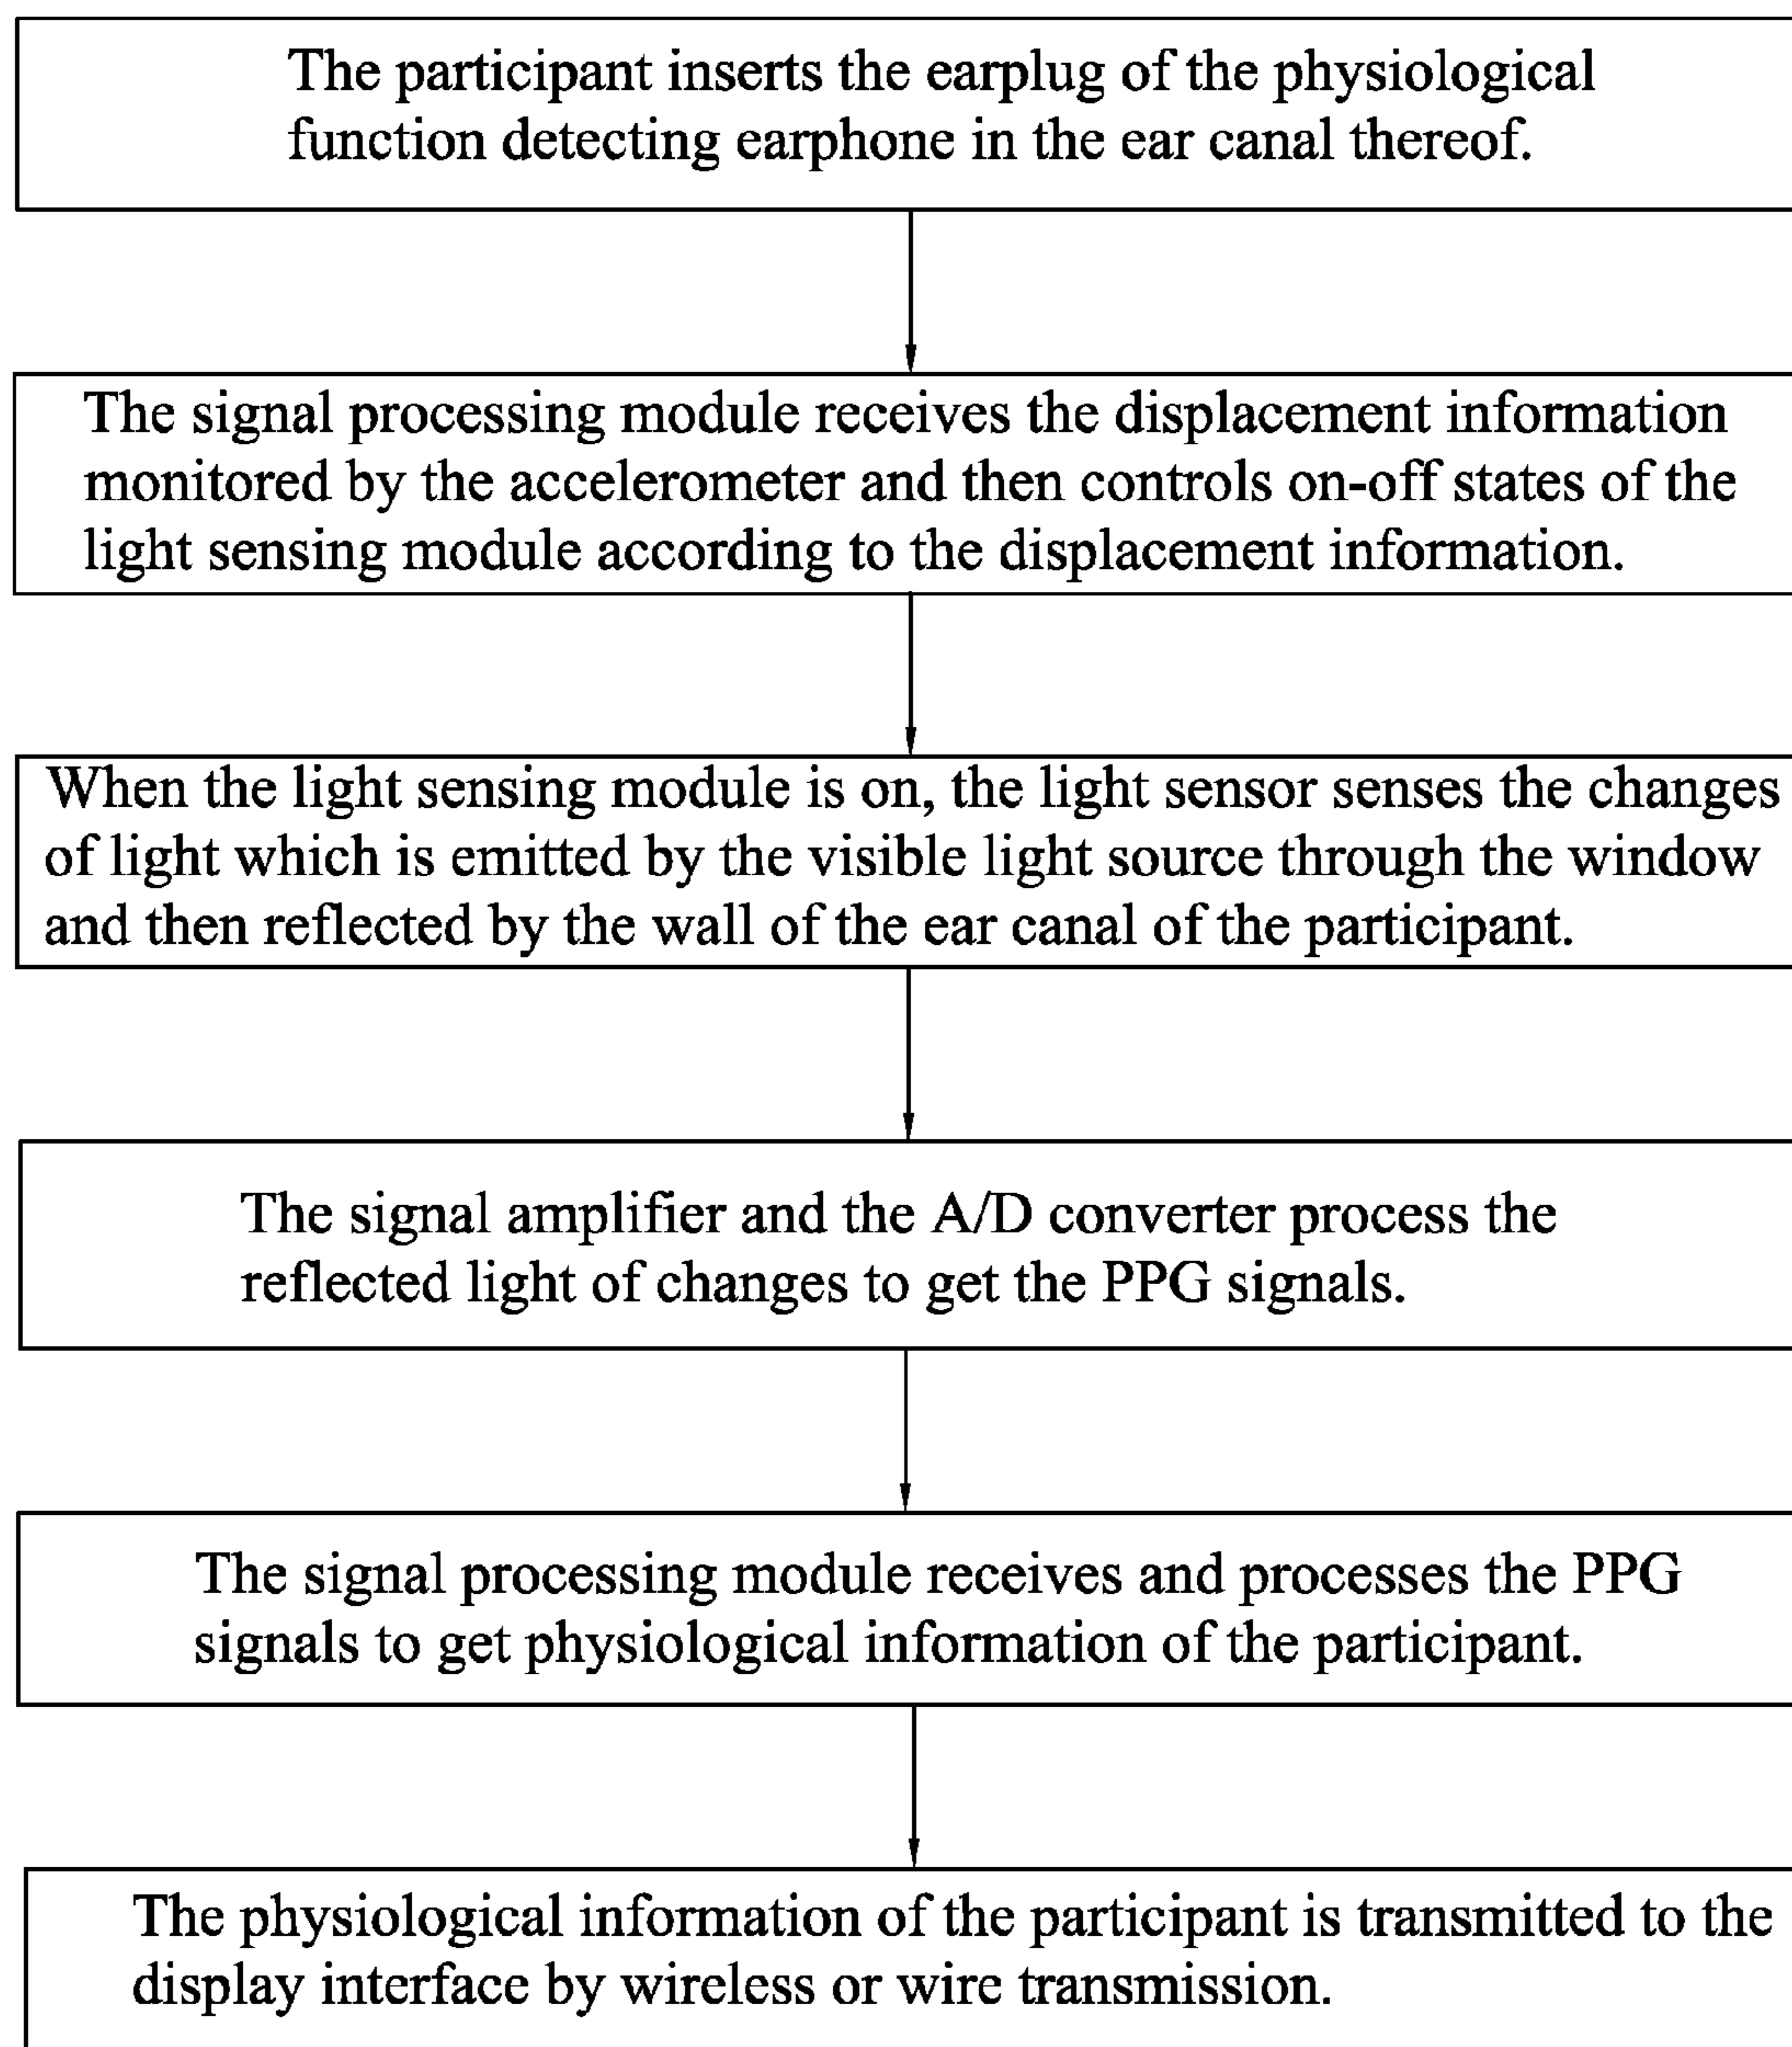 The participant inserts the earplug of the physiological
function detecting earphone in the ear canal thereof.
The signal processing module receives the displacement information
monitored by the accelerometer and then controls on-off states of the
light sensing module according to the displacement information.
When the light sensing module is on, the light sensor senses the changes
of light which is emitted by the visible light source through the window
and then reflected by the wall of the ear canal of the participant.
The signal amplifier and the A/D converter process the
reflected light of changes to get the PPG signals.
The signal processing module receives and processes the PPG
signals to get physiological information of the participant.
The physiological information of the participant is transmitted to the
display interface by wireless or wire transmission.